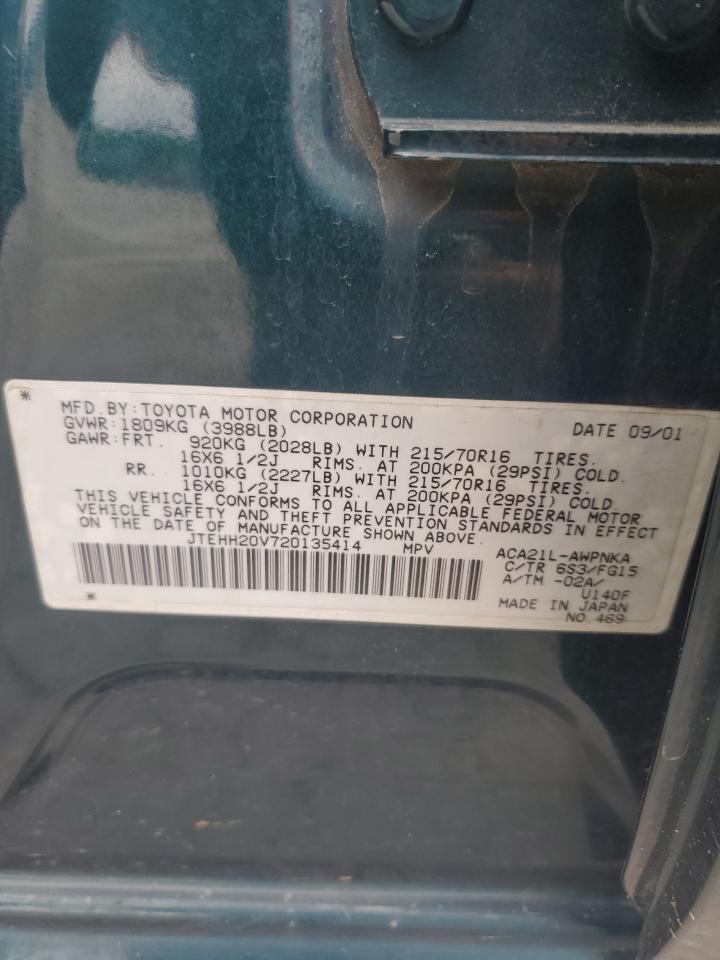 *
MFD.BY:TOYOTA MOTOR CORPORATION DATE 09/01
GVWR:1809KG (3988LB)
GAWR:FRT. 920KG (2028LB) WITH 215/70R16 TIRES.
16X6 1/2J RIMS. AT 200KPA (29PSI) COLD.
RR. 1010KG (2227LB) WITH 215/70R16 TIRES.
16X6 1/2J RIMS. AT 200KPA (29PSI) COLD.
THIS VEHICLE CONFORMS TO ALL APPLICABLE FEDERAL MOTOR
VEHICLE SAFETY AND THEFT PREVENTION STANDARDS IN EFFECT
ON THE DATE OF MANUFACTURE SHOWN ABOVE.
JTEHH20V720135414 MPV ACA21L-AWPNKA
C/TR 6S3/FG15
A/TM -02A/
U140F
MADE IN JAPAN
* NO.469